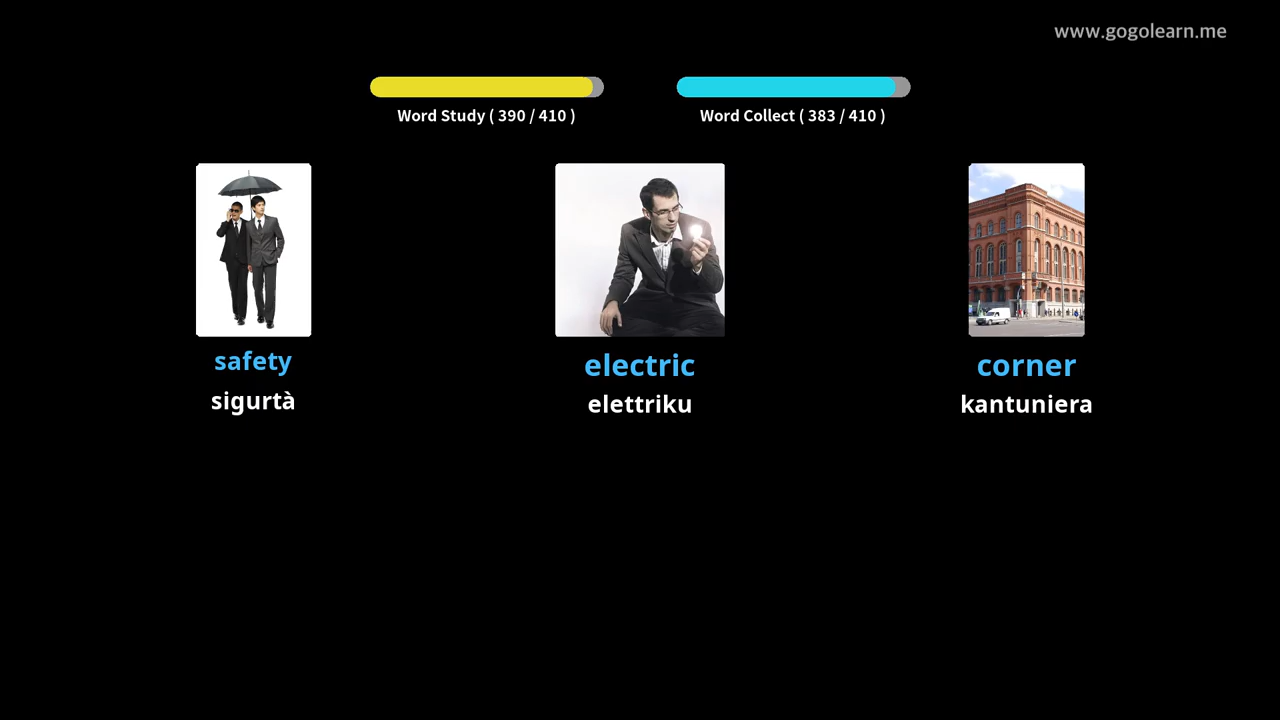 www.gogolearn.me
Word Study ( 390 / 410 )
Word Collect ( 383 / 410 )
safety
sigurtà
electric
elettriku
corner
kantuniera